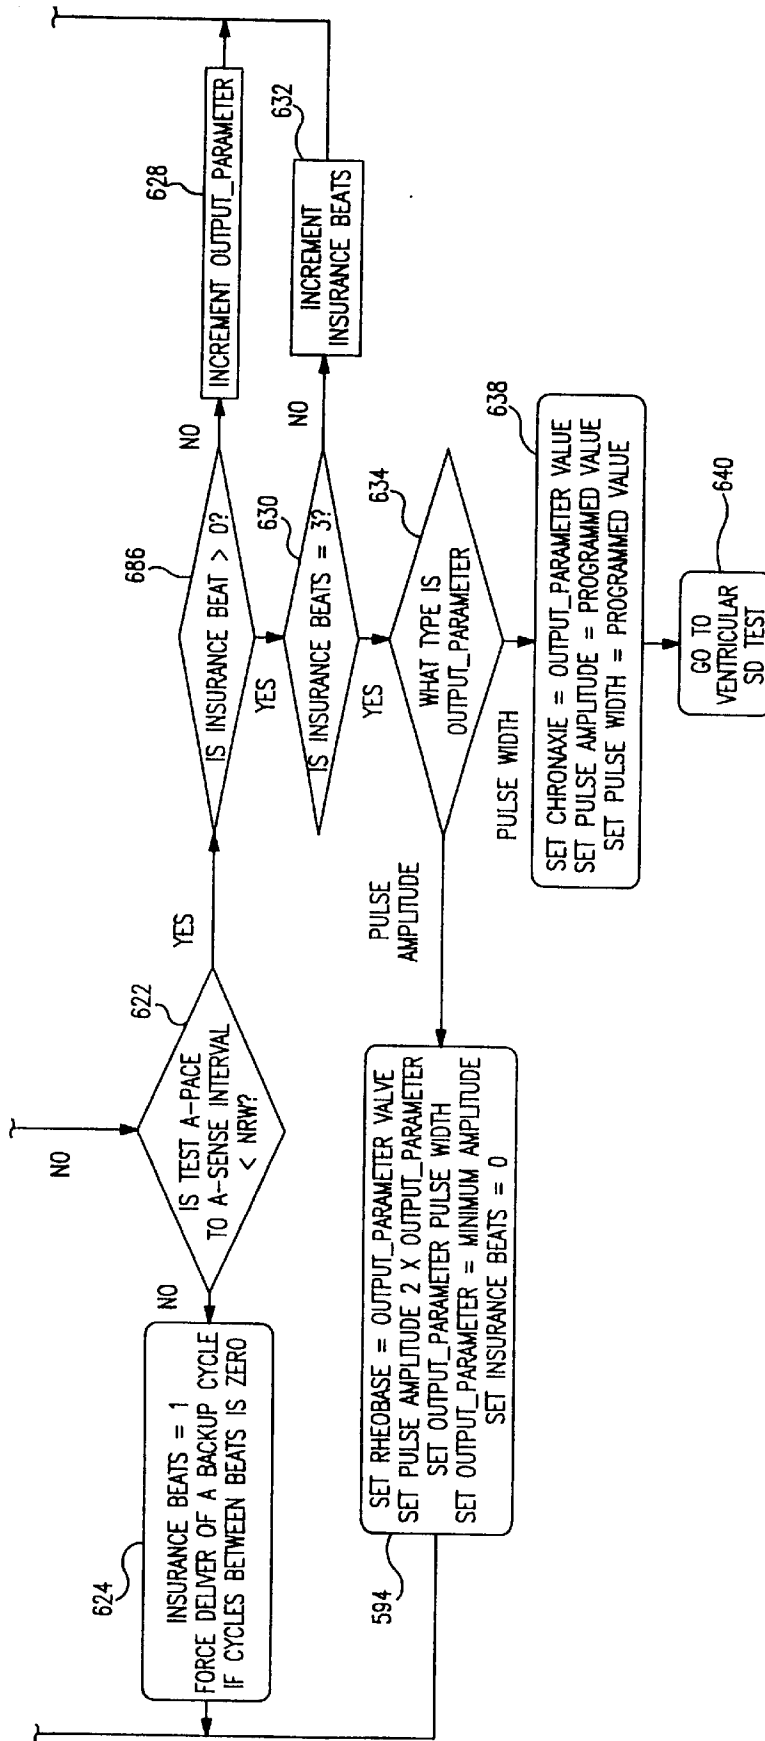 NO
622
IS TEST A-PACE
TO A-SENSE INTERVAL
< NRW?
NO
YES
624
INSURANCE BEATS = 1
FORCE DELIVER OF A BACKUP CYCLE
IF CYCLES BETWEEN BEATS IS ZERO
686
IS INSURANCE BEAT > 0?
NO
628
INCREMENT OUTPUT_PARAMETER
YES
630
IS INSURANCE BEATS = 3?
NO
632
INCREMENT
INSURANCE BEATS
YES
634
WHAT TYPE IS
OUTPUT_PARAMETER
PULSE
AMPLITUDE
PULSE WIDTH
594
SET RHEOBASE = OUTPUT_PARAMETER VALVE
SET PULSE AMPLITUDE 2 X OUTPUT_PARAMETER
SET OUTPUT_PARAMETER PULSE WIDTH
SET OUTPUT_PARAMETER = MINIMUM AMPLITUDE
SET INSURANCE BEATS = 0
638
SET CHRONAXIE = OUTPUT_PARAMETER VALUE
SET PULSE AMPLITUDE = PROGRAMMED VALUE
SET PULSE WIDTH = PROGRAMMED VALUE
640
GO TO
VENTRICULAR
SD TEST